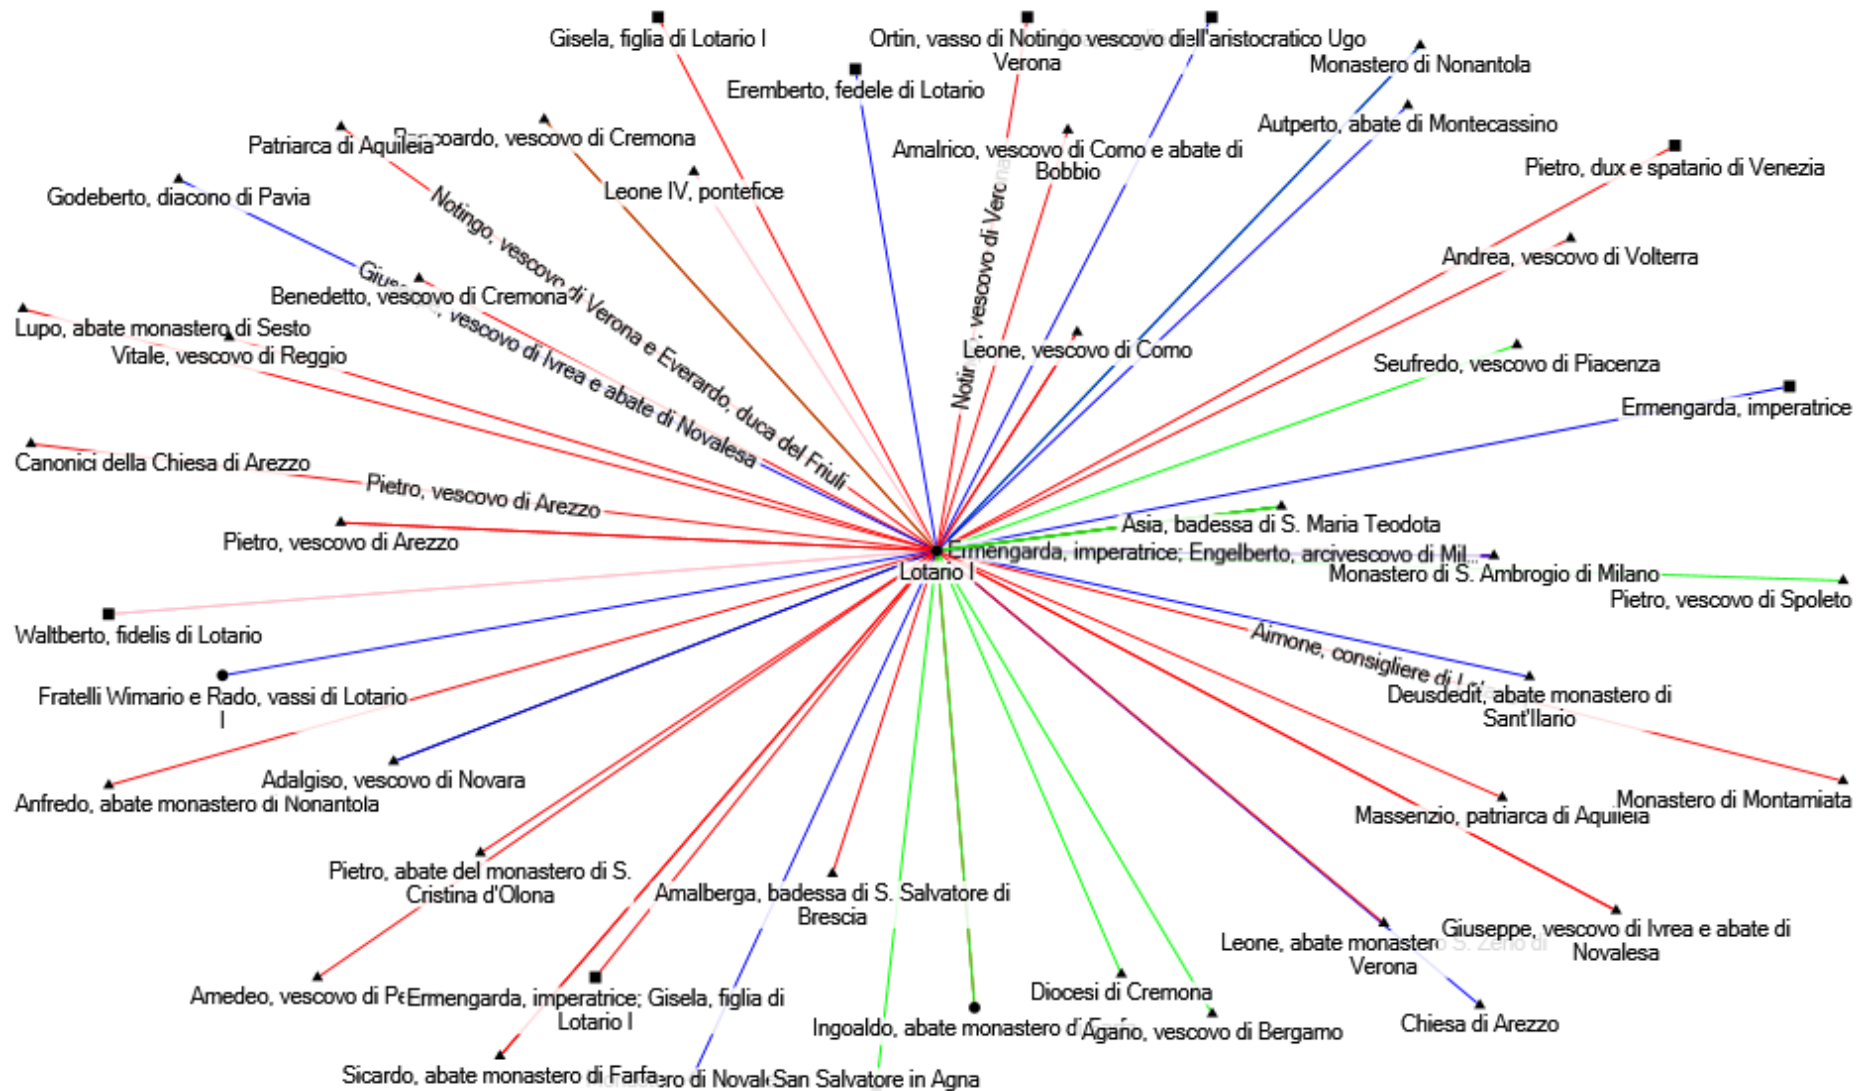 Gisela, figlia di Lotario I
Ortin, vasso di Notingo vescovo di
Verona
dell'aristocratico Ugo
Monastero di Nonantola
Eremberto, fedele di Lotario
Autperto, abate di Montecassino
Patriarca di Aquileia
coardo, vescovo di Cremona
Amalrico, vescovo di Como e abate di
Bobbio
Pietro, dux e spatario di Venezia
Leone IV, pontefice
Godeberto, diacono di Pavia
Notingo, vescovo di Verona e Everardo, duca del Friuli
vescovo di Verona
Andrea, vescovo di Volterra
Giuseppe, vescovo di Ivrea e abate di Novalesa
Benedetto, vescovo di Cremona
Lupo, abate monastero di Sesto
Vitale, vescovo di Reggio
Leone, vescovo di Como
Seufredo, vescovo di Piacenza
Ermengarda, imperatrice
Canonici della Chiesa di Arezzo
Pietro, vescovo di Arezzo
Pietro, vescovo di Arezzo
Asia, badessa di S. Maria Teodota
Ermengarda, imperatrice; Engelberto, arcivescovo di Mil...
Lotario I
Monastero di S. Ambrogio di Milano
Pietro, vescovo di Spoleto
Waltberto, fidelis di Lotario
Aimone, consigliere di
Fratelli Wimario e Rado, vassi di Lotario
I
Deusdedit, abate monastero di
Sant'Ilario
Adalgiso, vescovo di Novara
Anfredo, abate monastero di Nonantola
Monastero di Montamiata
Massenzio, patriarca di Aquileia
Pietro, abate del monastero di S.
Cristina d'Olona
Amalberga, badessa di S. Salvatore di
Brescia
Giuseppe, vescovo di Ivrea e abate di
Novalesa
Leone, abate monastero S. Zeno di
Verona
Amedeo, vescovo di
Ermengarda, imperatrice; Gisela, figlia di
Lotario I
Diocesi di Cremona
Ingoaldo, abate monastero di
Agano, vescovo di Bergamo
Chiesa di Arezzo
Sicardo, abate monastero di Farfa
di
San Salvatore in Agna